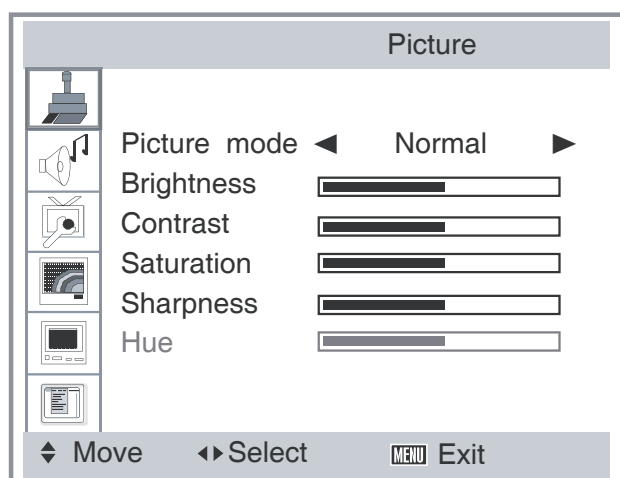 Picture
Picture mode ◀ Normal ▶
Brightness
Contrast
Saturation
Sharpness
Hue
Move Select MENU Exit